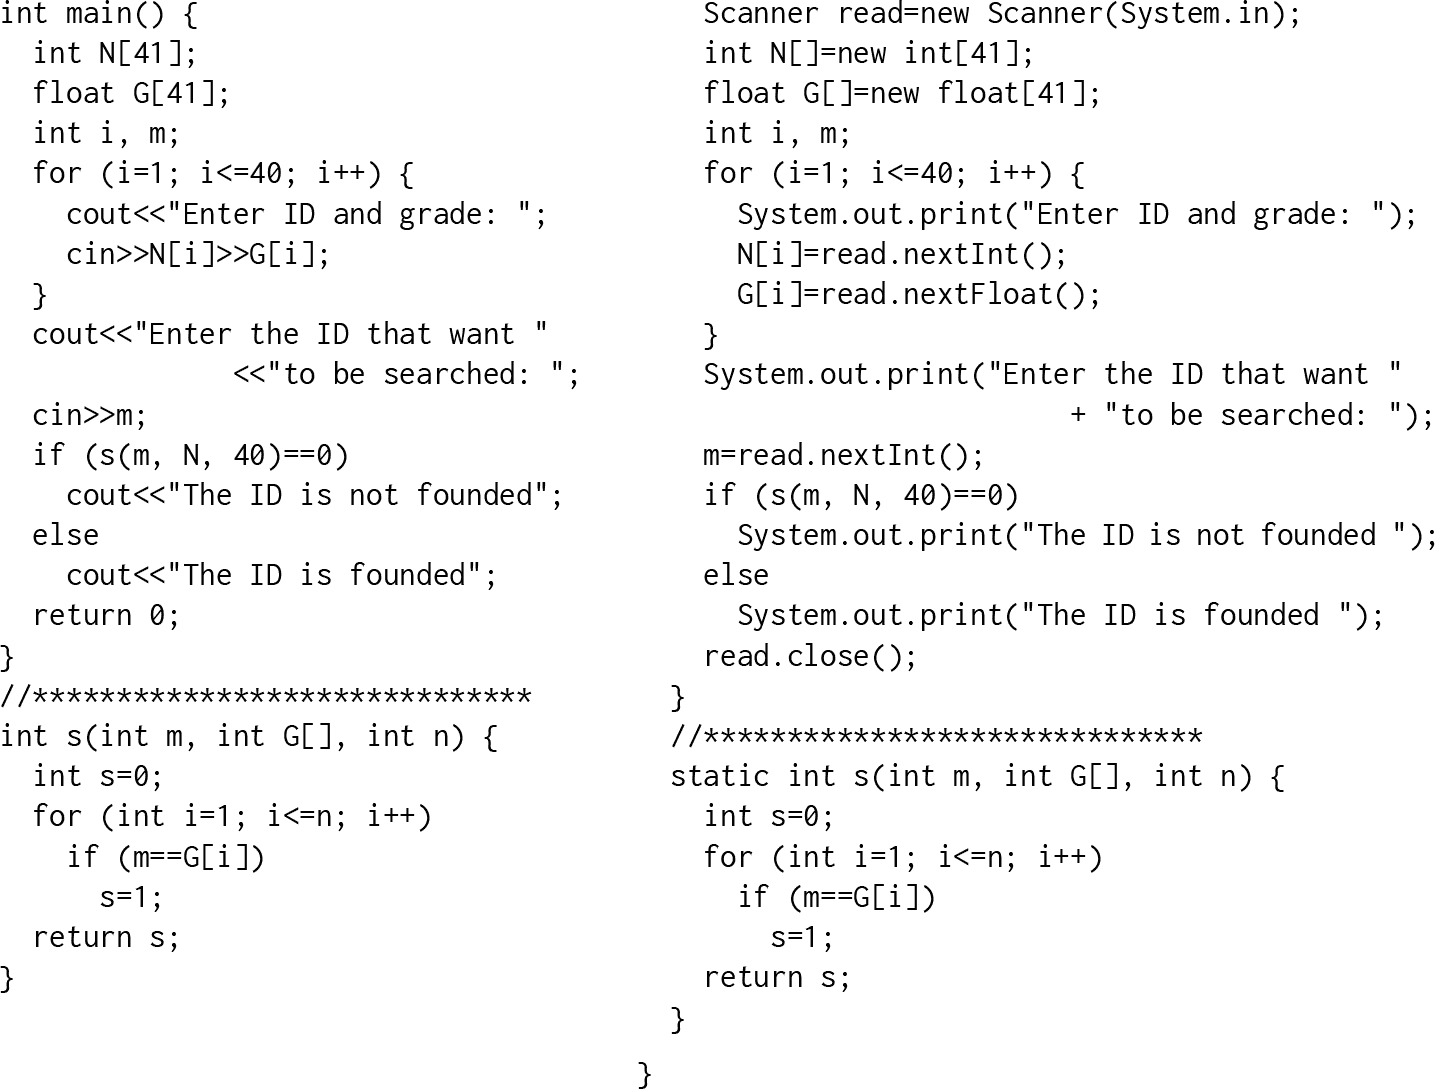 int main() {
  int N[41];
  float G[41];
  int i, m;
  for (i=1; i<=40; i++) {
    cout<<"Enter ID and grade: ";
    cin>>N[i]>>G[i];
  }
  cout<<"Enter the ID that want "
              <<"to be searched: ";
  cin>>m;
  if (s(m, N, 40)==0)
    cout<<"The ID is not founded";
  else
    cout<<"The ID is founded";
  return 0;
}
//******************************
int s(int m, int G[], int n) {
  int s=0;
  for (int i=1; i<=n; i++)
    if (m==G[i])
      s=1;
  return s;
}
    Scanner read=new Scanner(System.in);
    int N[]=new int[41];
    float G[]=new float[41];
    int i, m;
    for (i=1; i<=40; i++) {
      System.out.print("Enter ID and grade: ");
      N[i]=read.nextInt();
      G[i]=read.nextFloat();
    }
    System.out.print("Enter the ID that want "
                          + "to be searched: ");
    m=read.nextInt();
    if (s(m, N, 40)==0)
      System.out.print("The ID is not founded ");
    else
      System.out.print("The ID is founded ");
    read.close();
  }
  //******************************
  static int s(int m, int G[], int n) {
    int s=0;
    for (int i=1; i<=n; i++)
      if (m==G[i])
        s=1;
    return s;
  }
}